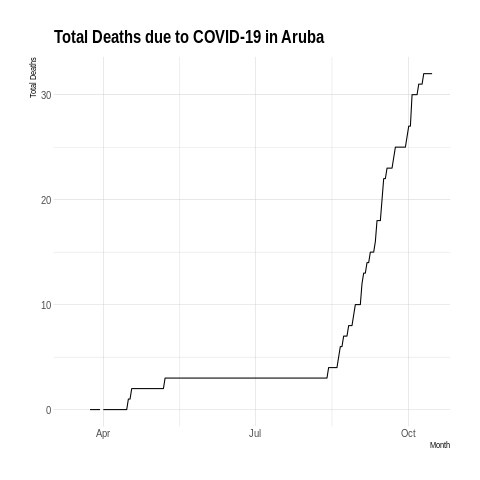 Total Deaths due to COVID-19 in Aruba
Total Deaths
30
20
10
0
Apr
Jul
Oct
Month